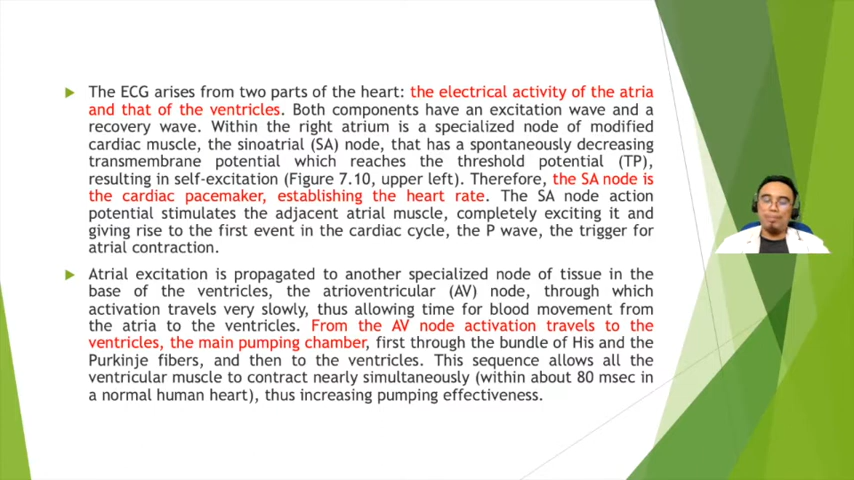 The ECG arises from two parts of the heart: the electrical activity of the atria
and that of the ventricles. Both components have an excitation wave and a
recovery wave. Within the right atrium is a specialized node of modified
cardiac muscle, the sinoatrial (SA) node, that has a spontaneously decreasing
transmembrane potential which reaches the threshold potential (TP),
resulting in self-excitation (Figure 7.10, upper left). Therefore, the SA node is
the cardiac pacemaker, establishing the heart rate. The SA node action
potential stimulates the adjacent atrial muscle, completely exciting it and
giving rise to the first event in the cardiac cycle, the P wave, the trigger for
atrial contraction.
Atrial excitation is propagated to another specialized node of tissue in the
base of the ventricles, the atrioventricular (AV) node, through which
activation travels very slowly, thus allowing time for blood movement from
the atria to the ventricles. From the AV node activation travels to the
ventricles, the main pumping chamber, first through the bundle of His and the
Purkinje fibers, and then to the ventricles. This sequence allows all the
ventricular muscle to contract nearly simultaneously (within about 80 msec in
a normal human heart), thus increasing pumping effectiveness.